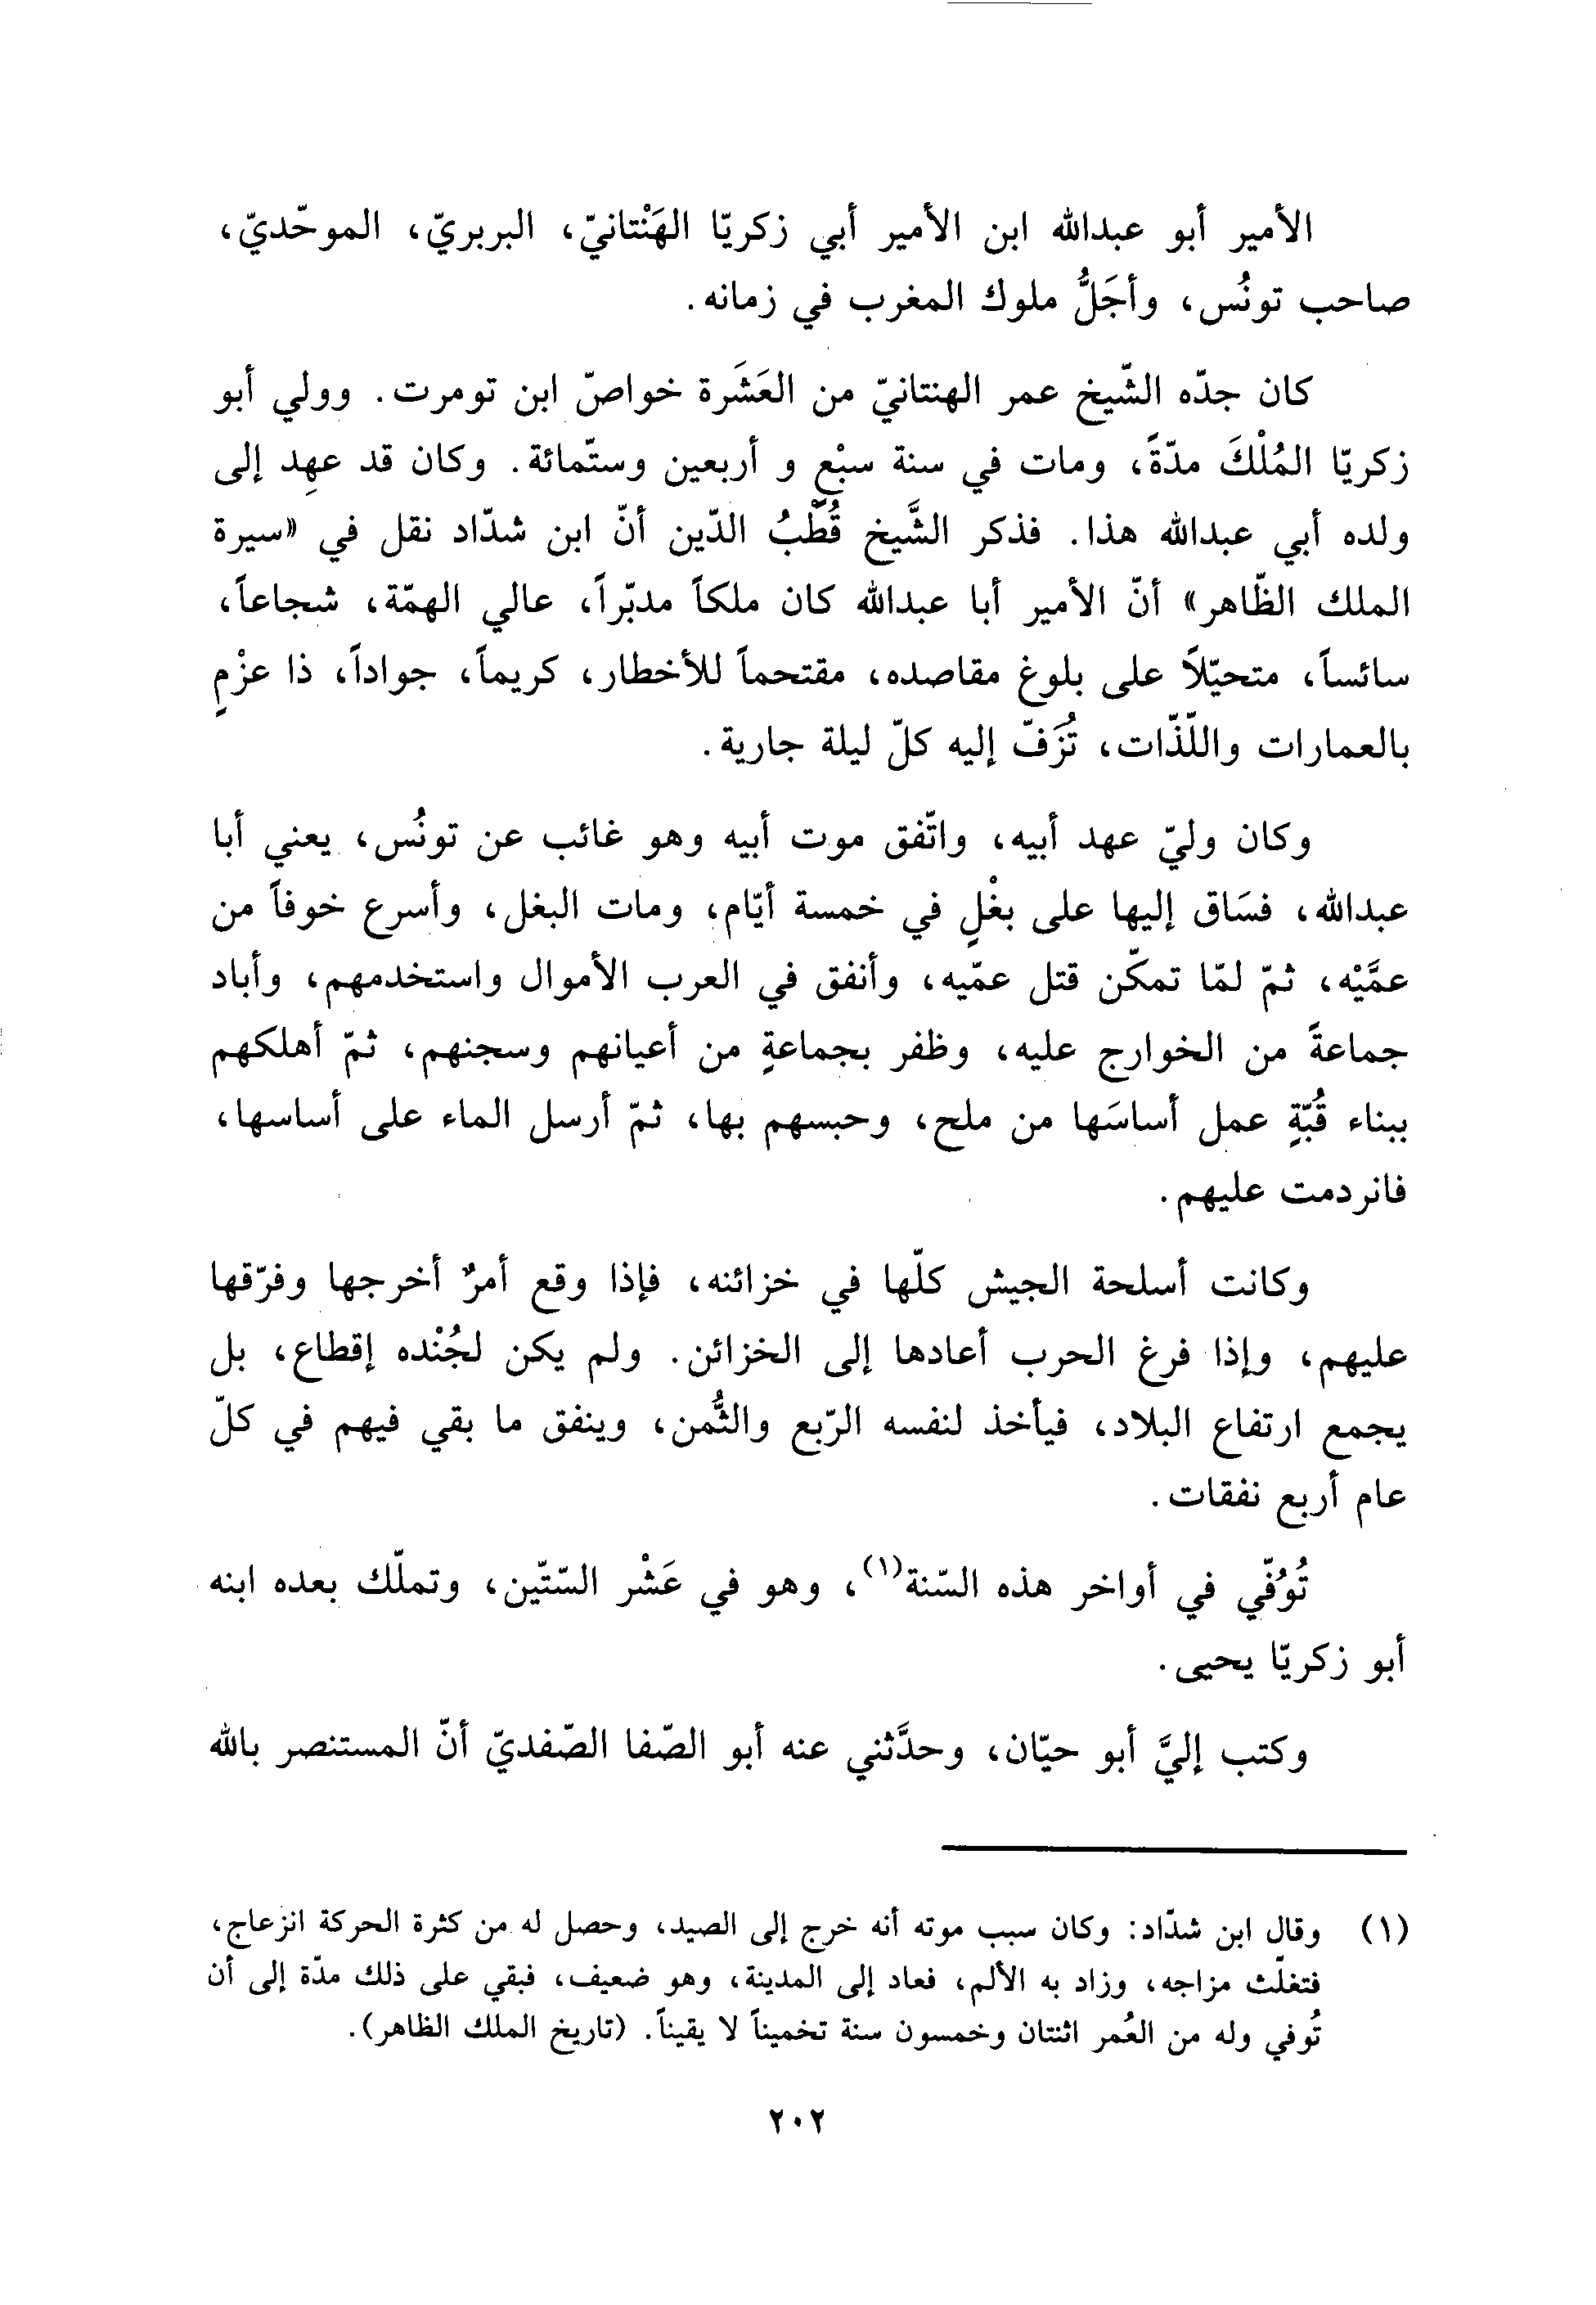 الأمير أبو عبدالله ابن الأمير أبي زكريّا الهَنْتانيّ، البربريّ، الموحّديّ،
صاحب تونُس، وأجَلُّ ملوك المغرب في زمانه.
كان جدّه الشّيخ عمر الهنتانيّ من العَشَرة خواصّ ابن تومرت. وولي أبو
زكريّا المُلْكَ مدّةً، ومات في سنة سبْعٍ و أربعين وستّمائة. وكان قد عهِد إلى
ولده أبي عبدالله هذا. فذكر الشَّيخ قُطْبُ الدّين أنّ ابن شدّاد نقل في «سيرة
الملك الظّاهر» أنّ الأمير أبا عبدالله كان ملكاً مدبّراً، عالي الهمّة، شجاعاً،
سائساً، متحيّلاً على بلوغ مقاصده، مقتحماً للأخطار، كريماً، جواداً، ذا عزْمٍ
بالعمارات واللّذّات، تُزَفّ إليه كلّ ليلة جارية.
وكان وليّ عهد أبيه، واتّفق موت أبيه وهو غائب عن تونُس، يعني أبا
عبدالله، فسَاق إليها على بغْلٍ في خمسة أيّام، ومات البغل، وأسرع خوفاً من
عمَّيْه، ثمّ لمّا تمكّن قتل عمّيه، وأنفق في العرب الأموال واستخدمهم، وأباد
جماعةً من الخوارج عليه، وظفر بجماعةٍ من أعيانهم وسجنهم، ثمّ أهلكهم
ببناء قُبّةٍ عمل أساسَها من ملح، وحبسهم بها، ثمّ أرسل الماء على أساسها،
فانردمت عليهم.
وكانت أسلحة الجيش كلّها في خزائنه، فإذا وقع أمرٌ أخرجها وفرّقها
عليهم، وإذا فرغ الحرب أعادها إلى الخزائن. ولم يكن لجُنْده إقطاع، بل
يجمع ارتفاع البلاد، فيأخذ لنفسه الرّبع والثُّمن، وينفق ما بقي فيهم في كلّ
عام أربع نفقات.
تُوُفّي في أواخر هذه السّنة(١)، وهو في عَشْر السّتّين، وتملّك بعده ابنه
أبو زكريّا يحيى.
وكتب إليَّ أبو حيّان، وحدَّثني عنه أبو الصّفا الصّفديّ أنّ المستنصر بالله
(١) وقال ابن شدّاد: وكان سبب موته أنه خرج إلى الصيد، وحصل له من كثرة الحركة انزعاج،
فتغلّث مزاجه، وزاد به الألم، فعاد إلى المدينة، وهو ضعيف، فبقي على ذلك مدّة إلى أن
تُوفي وله من العُمر اثنتان وخمسون سنة تخميناً لا يقيناً. (تاريخ الملك الظاهر).
٢٠٢